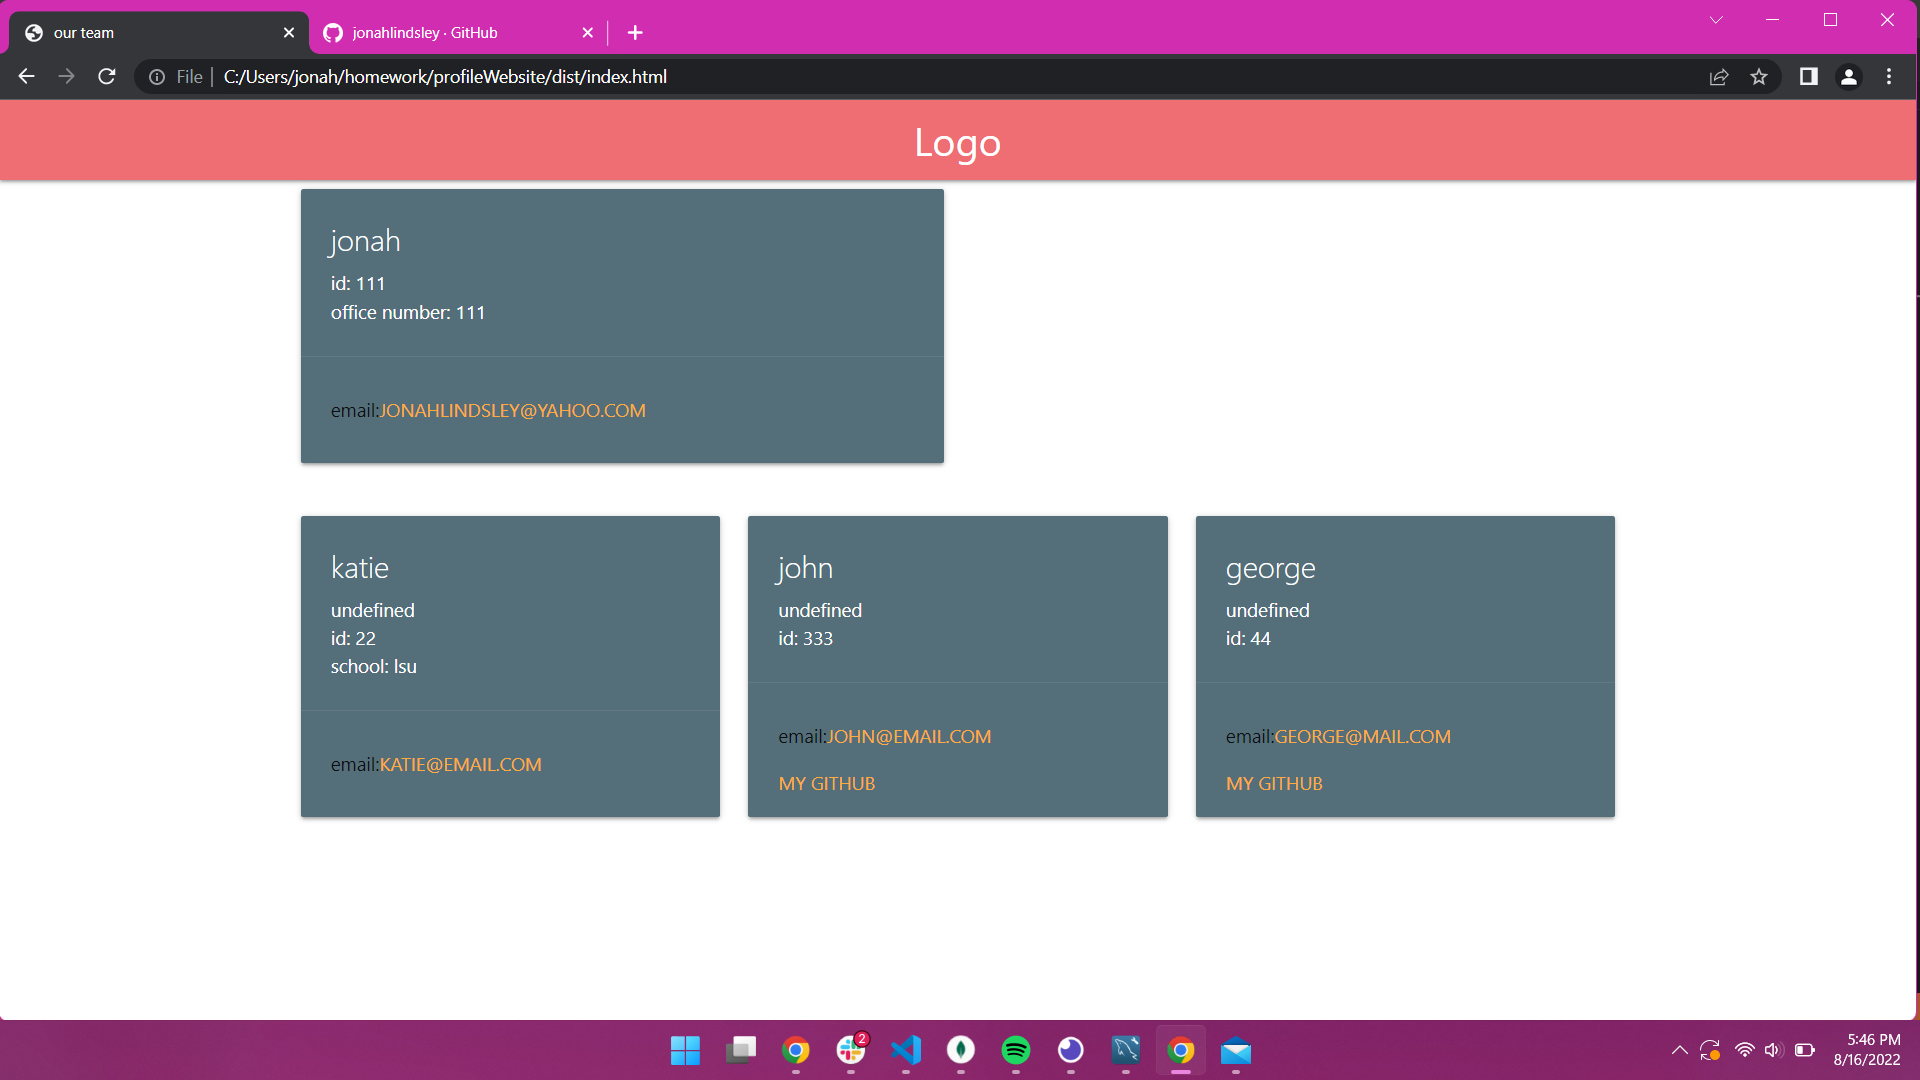 our team
jonahlindsley · GitHub
File
C:/Users/jonah/homework/profileWebsite/dist/index.html
Logo
jonah
id: 111
office number: 111
email:JONAHLINDSLEY@YAHOO.COM
katie
undefined
id: 22
school: lsu
email:KATIE@EMAIL.COM
john
undefined
id: 333
email:JOHN@EMAIL.COM
MY GITHUB
george
undefined
id: 44
email:GEORGE@MAIL.COM
MY GITHUB
2
5:46 PM
8/16/2022